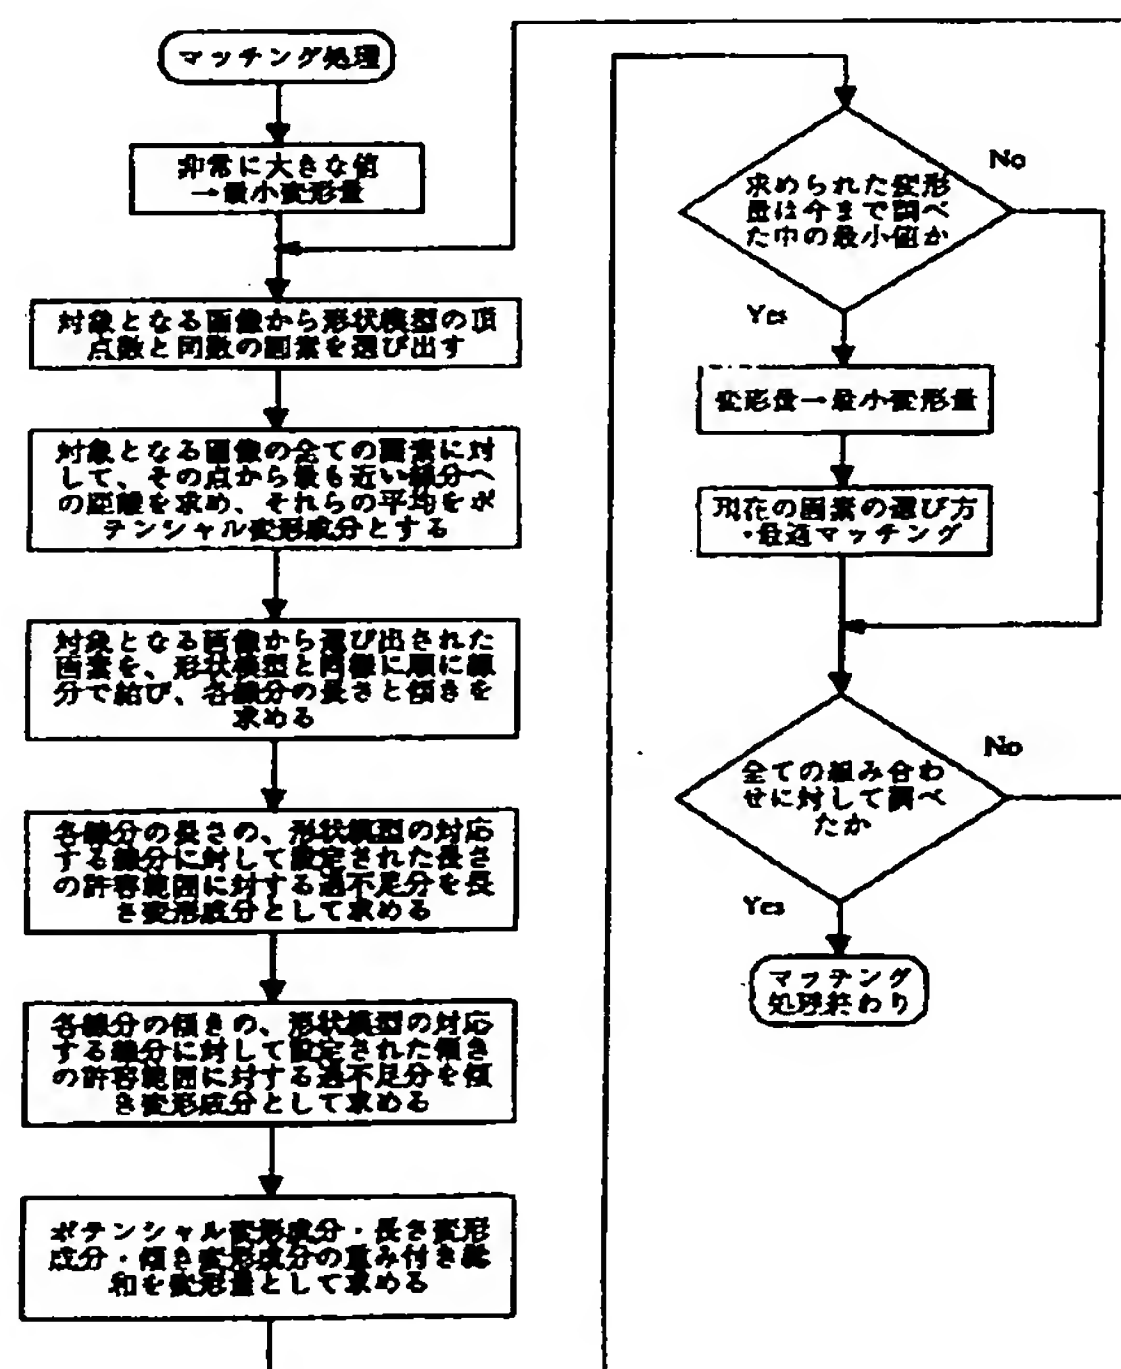 マッチング処理
非常に大きな値
→最小変形量
対象となる画像から形状模型の頂
点数と同数の画素を選び出す
対象となる画像の全ての画素に対
して、その点から最も近い線分へ
の距離を求め、それらの平均をポ
テンシャル変形成分とする
対象となる画像から選び出された
画素を、形状模型と同様に順に線
分で結び、各線分の長さと傾きを
求める
各線分の長さの、形状模型の対応
する線分に対して設定された長さ
の許容範囲に対する過不足分を長
さ変形成分として求める
各線分の傾きの、形状模型の対応
する線分に対して設定された傾き
の許容範囲に対する過不足分を傾
き変形成分として求める
ポテンシャル変形成分・長さ変形
成分・傾き変形成分の重み付き総
和を変形量として求める
求められた変形
量は今まで調べ
た中の最小値か
No
Yes
変形量→最小変形量
現在の画素の選び方
・最適マッチング
全ての組み合わ
せに対して調べ
たか
No
Yes
マッチング
処理終わり